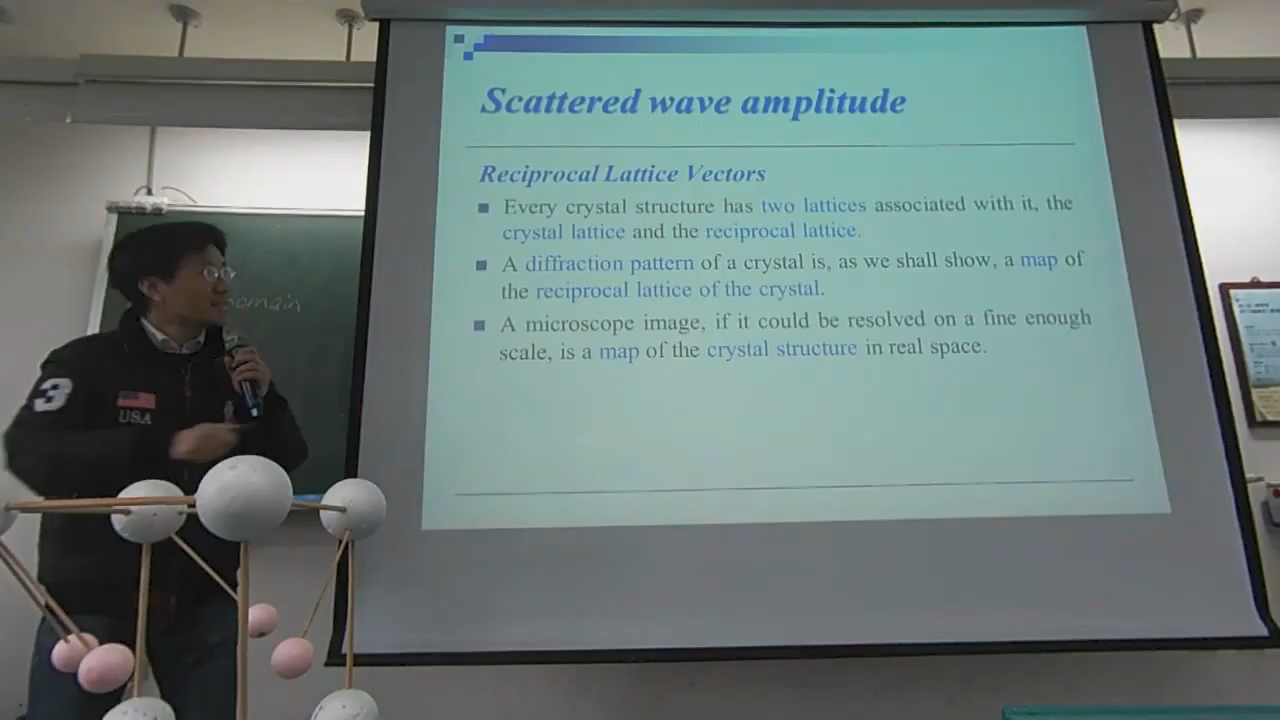 Scattered wave amplitude
Reciprocal Lattice Vectors
Every crystal structure has two lattices associated with it, the
crystal lattice and the reciprocal lattice.
A diffraction pattern of a crystal is, as we shall show, a map of
the reciprocal lattice of the crystal.
A microscope image, if it could be resolved on a fine enough
scale, is a map of the crystal structure in real space.
omain
3
USA